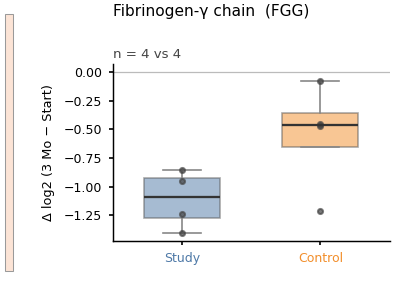 Fibrinogen-γ chain  (FGG)
n = 4 vs 4
Δ log2 (3 Mo − Start)
0.00
−0.25
−0.50
−0.75
−1.00
−1.25
Study
Control